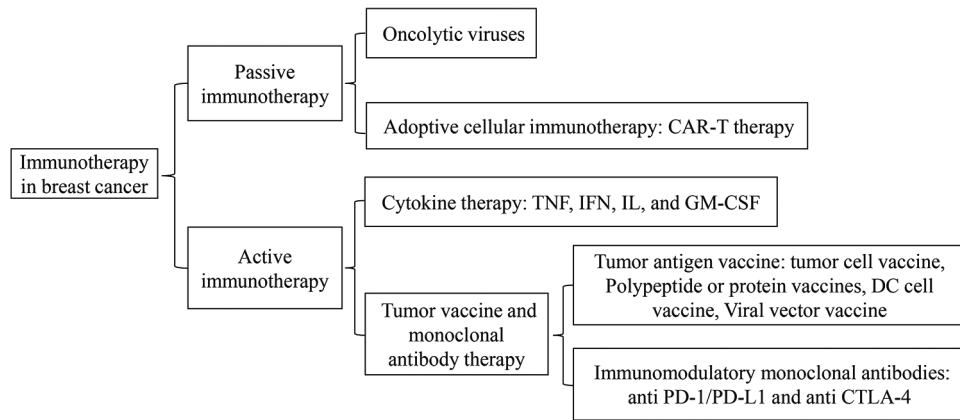 Immunotherapy
in breast cancer
Passive
immunotherapy
Oncolytic viruses
Adoptive cellular immunotherapy: CAR-T therapy
Active
immunotherapy
Cytokine therapy: TNF, IFN, IL, and GM-CSF
Tumor vaccine and
monoclonal
antibody therapy
Tumor antigen vaccine: tumor cell vaccine,
Polypeptide or protein vaccines, DC cell
vaccine, Viral vector vaccine
Immunomodulatory monoclonal antibodies:
anti PD-1/PD-L1 and anti CTLA-4